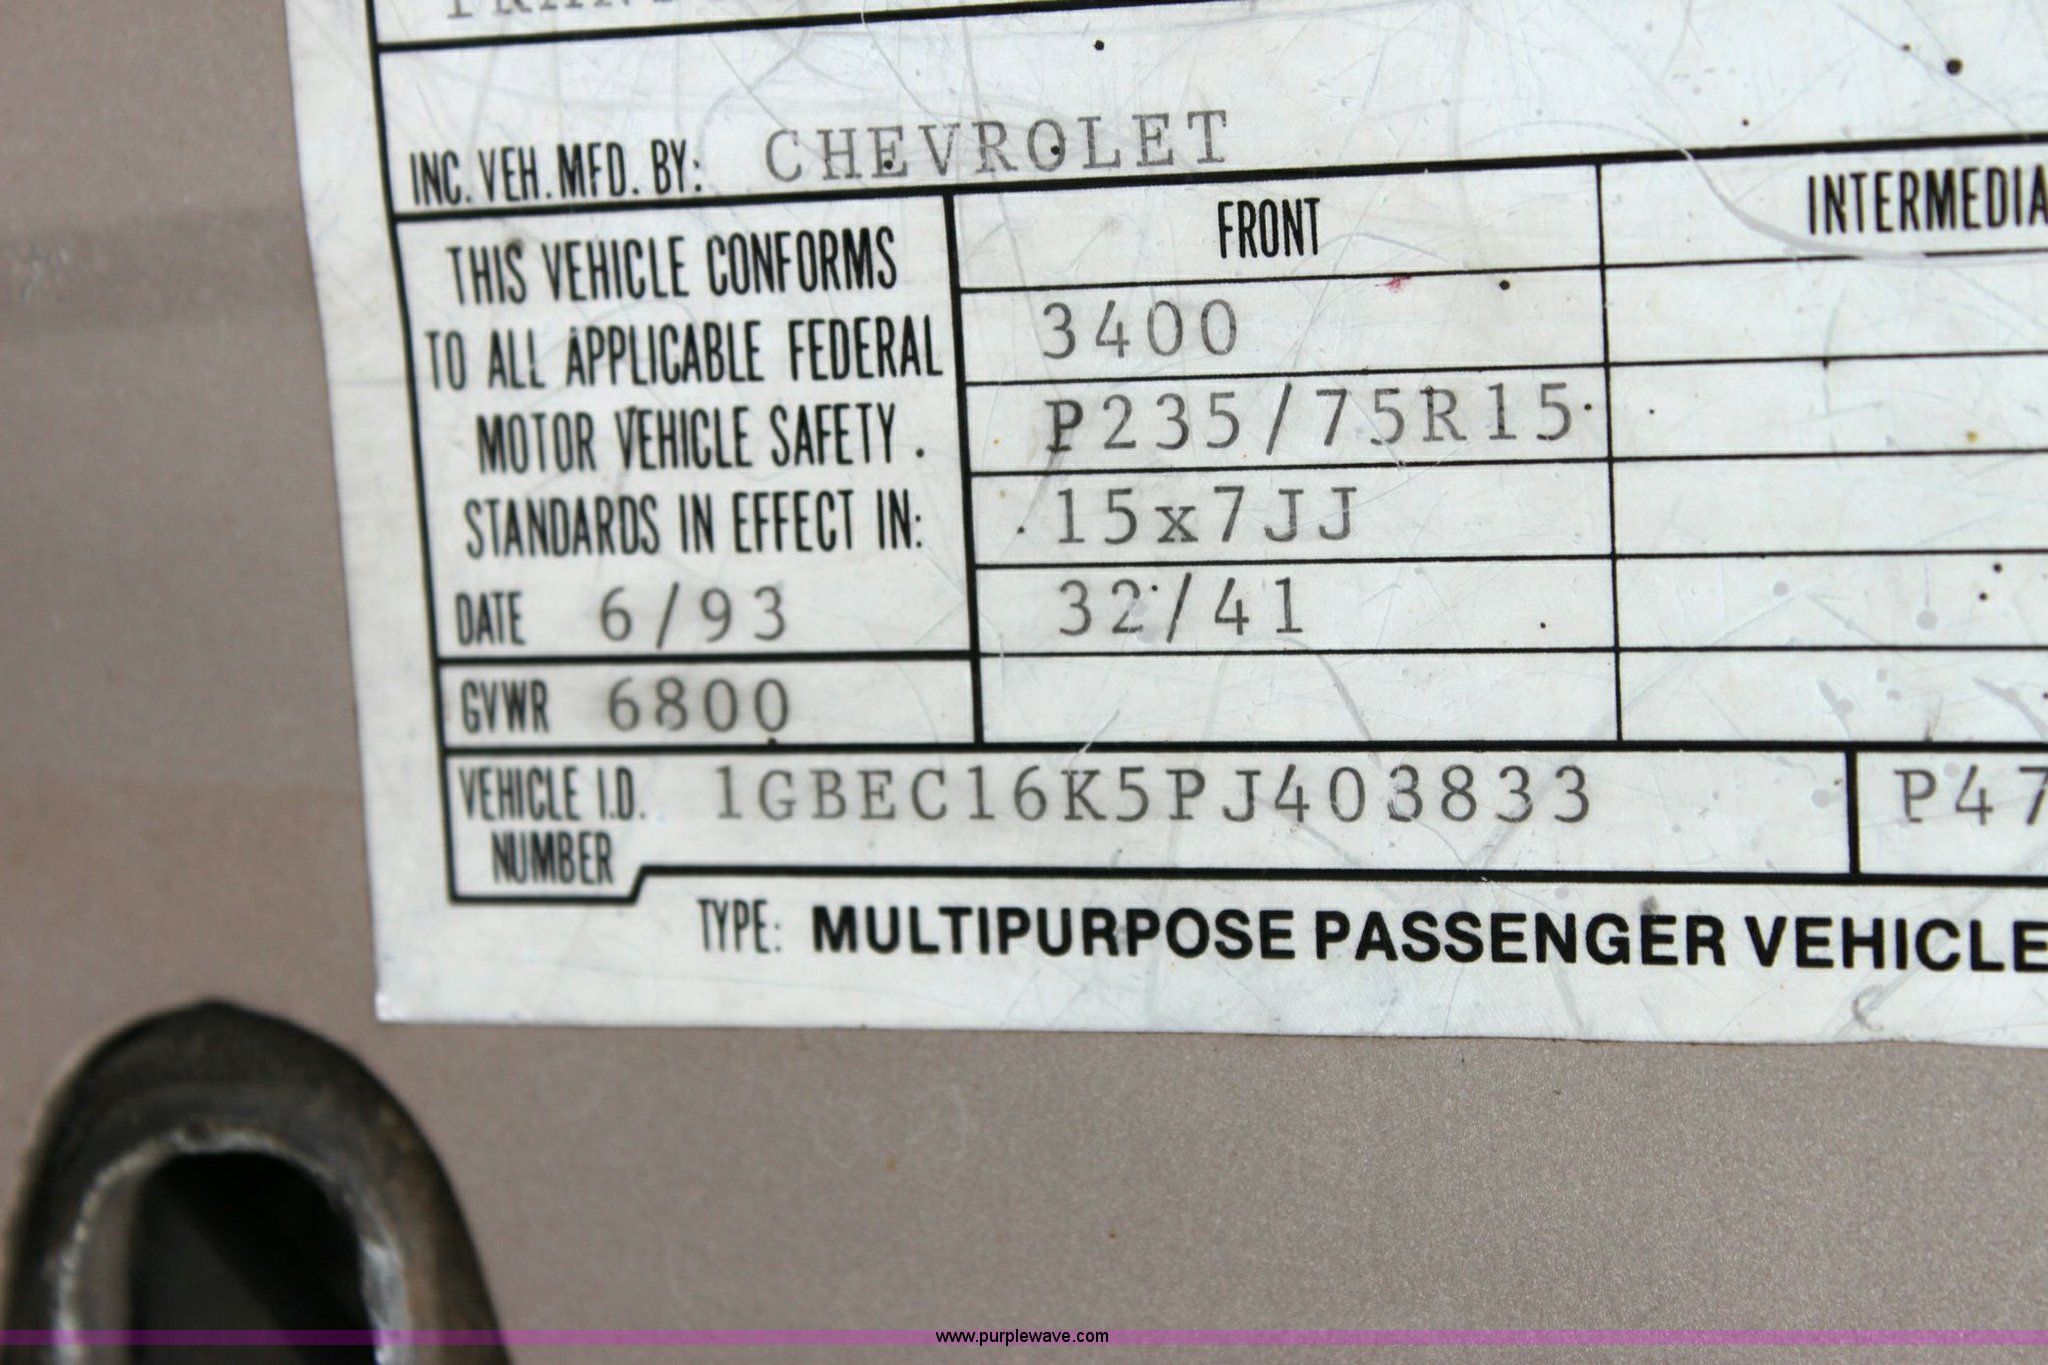 INC. VEH. MFD. BY: CHEVROLET
THIS VEHICLE CONFORMS
TO ALL APPLICABLE FEDERAL
MOTOR VEHICLE SAFETY
STANDARDS IN EFFECT IN:
DATE 6/93
GVWR 6800
FRONT
3400
P235/75R15
15x7JJ
32/41
INTERMEDIA
VEHICLE I.D. NUMBER 1GBEC16K5PJ403833
P47
TYPE: MULTIPURPOSE PASSENGER VEHICLE
www.purplewave.com